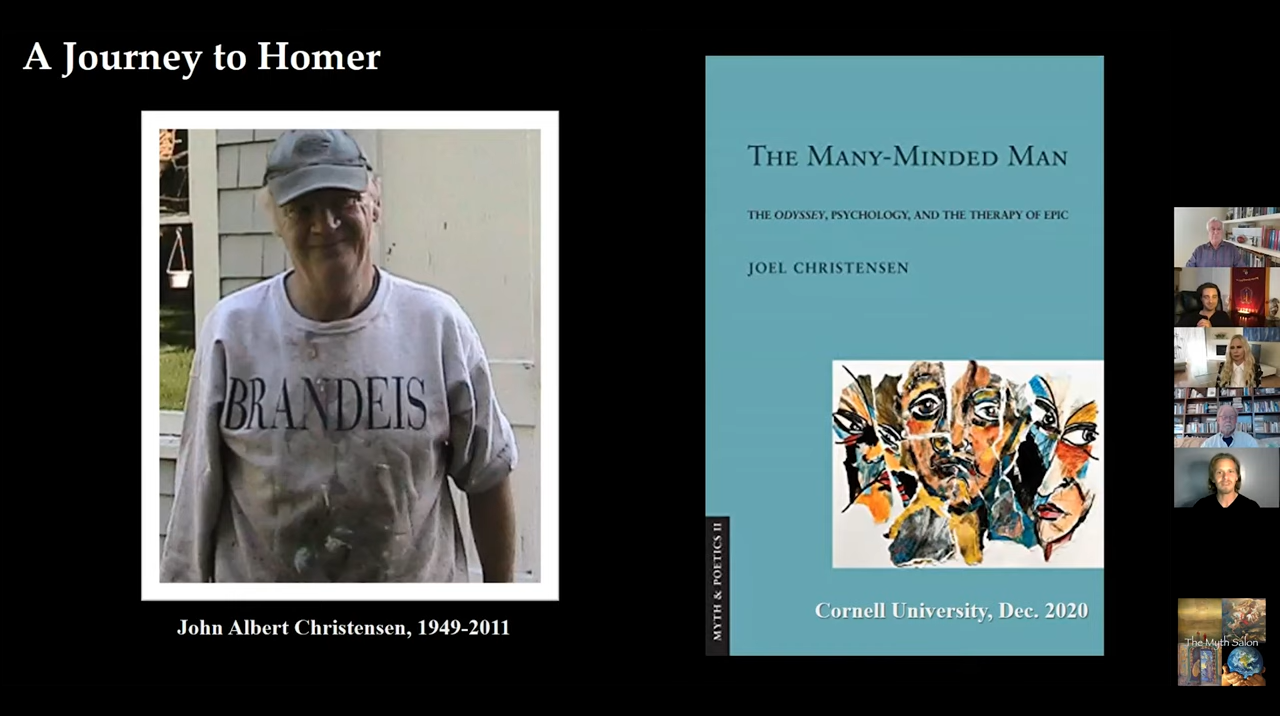 A Journey to Homer
BRANDEIS
John Albert Christensen, 1949-2011
THE MANY-MINDED MAN
THE ODYSSEY, PSYCHOLOGY, AND THE THERAPY OF EPIC
JOEL CHRISTENSEN
MYTH & POETICS II
Cornell University, Dec. 2020
The Myth Salon